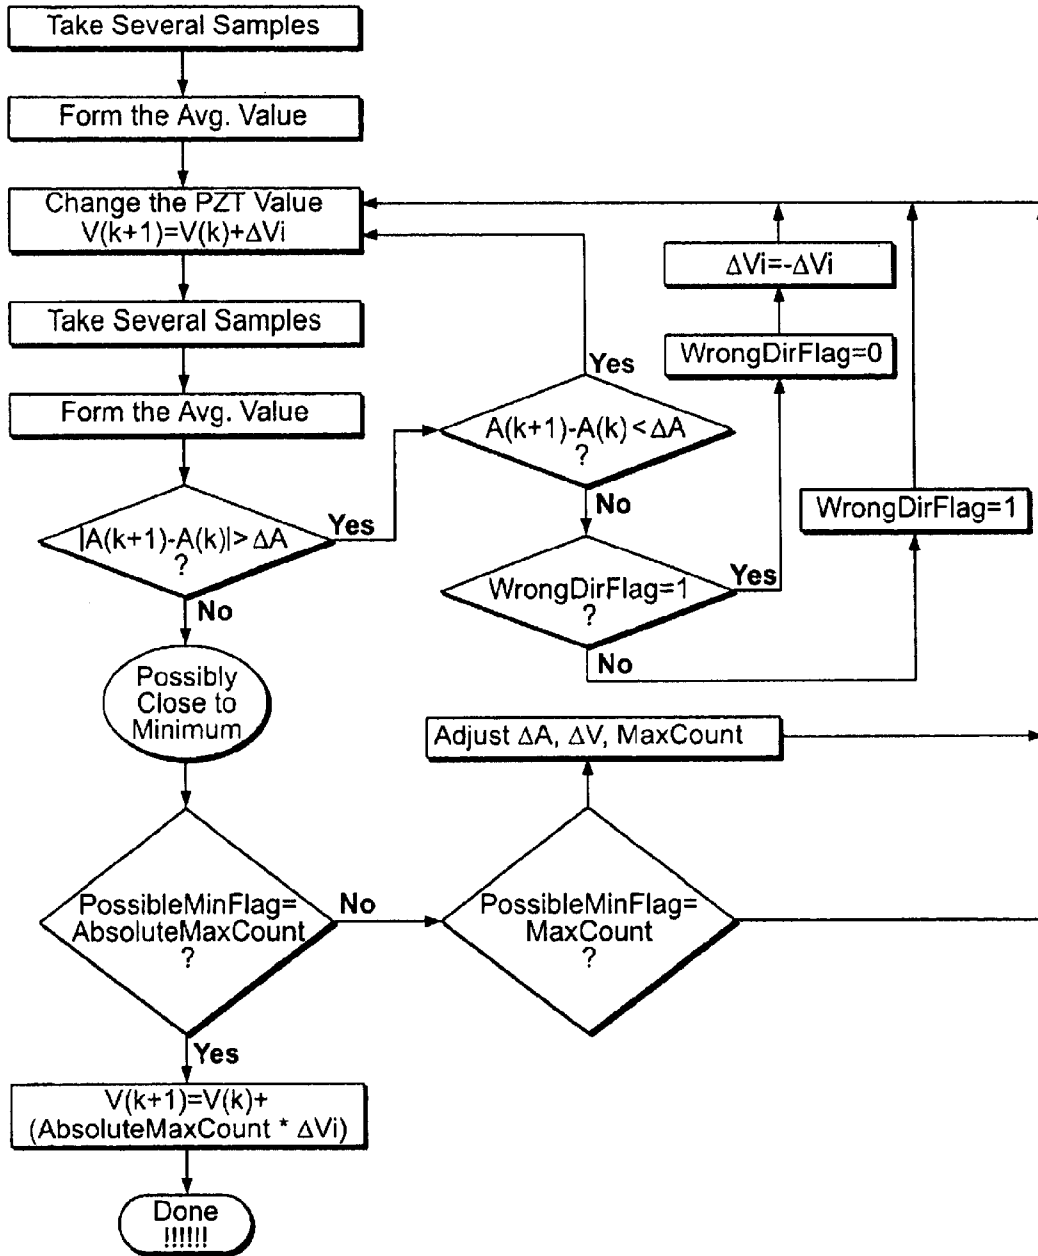 Take Several Samples
Form the Avg. Value
Change the PZT Value
V(k+1)=V(k)+ΔVi
Take Several Samples
Form the Avg. Value
|A(k+1)-A(k)|>ΔA
?
Yes
No
A(k+1)-A(k)<ΔA
?
Yes
No
WrongDirFlag=1
?
Yes
No
WrongDirFlag=0
ΔVi=-ΔVi
WrongDirFlag=1
Possibly
Close to
Minimum
PossibleMinFlag=
AbsoluteMaxCount
?
No
Yes
PossibleMinFlag=
MaxCount
?
Adjust ΔA, ΔV, MaxCount
V(k+1)=V(k)+
(AbsoluteMaxCount * ΔVi)
Done
!!!!!!